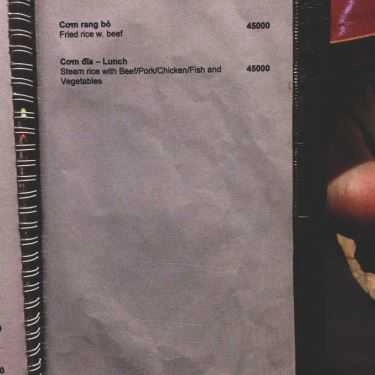 Cơm rang bò 45000
Fried rice w. beef
Cơm đĩa – Lunch
Steam rice with Beef/Pork/Chicken/Fish and 45000
Vegetables